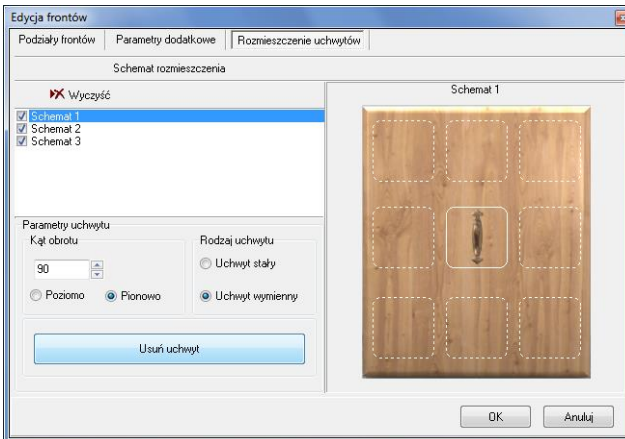 Edycja frontów
Podziały frontów Parametry dodatkowe Rozmieszczenie uchwytów
Schemat rozmieszczenia
Wyczyść
Schemat 1
Schemat 2
Schemat 3
Schemat 1
Parametry uchwytu
Kąt obrotu
90
Poziomo Pionowo
Rodzaj uchwytu
Uchwyt stały
Uchwyt wymienny
Usuń uchwyt
OK Anuluj